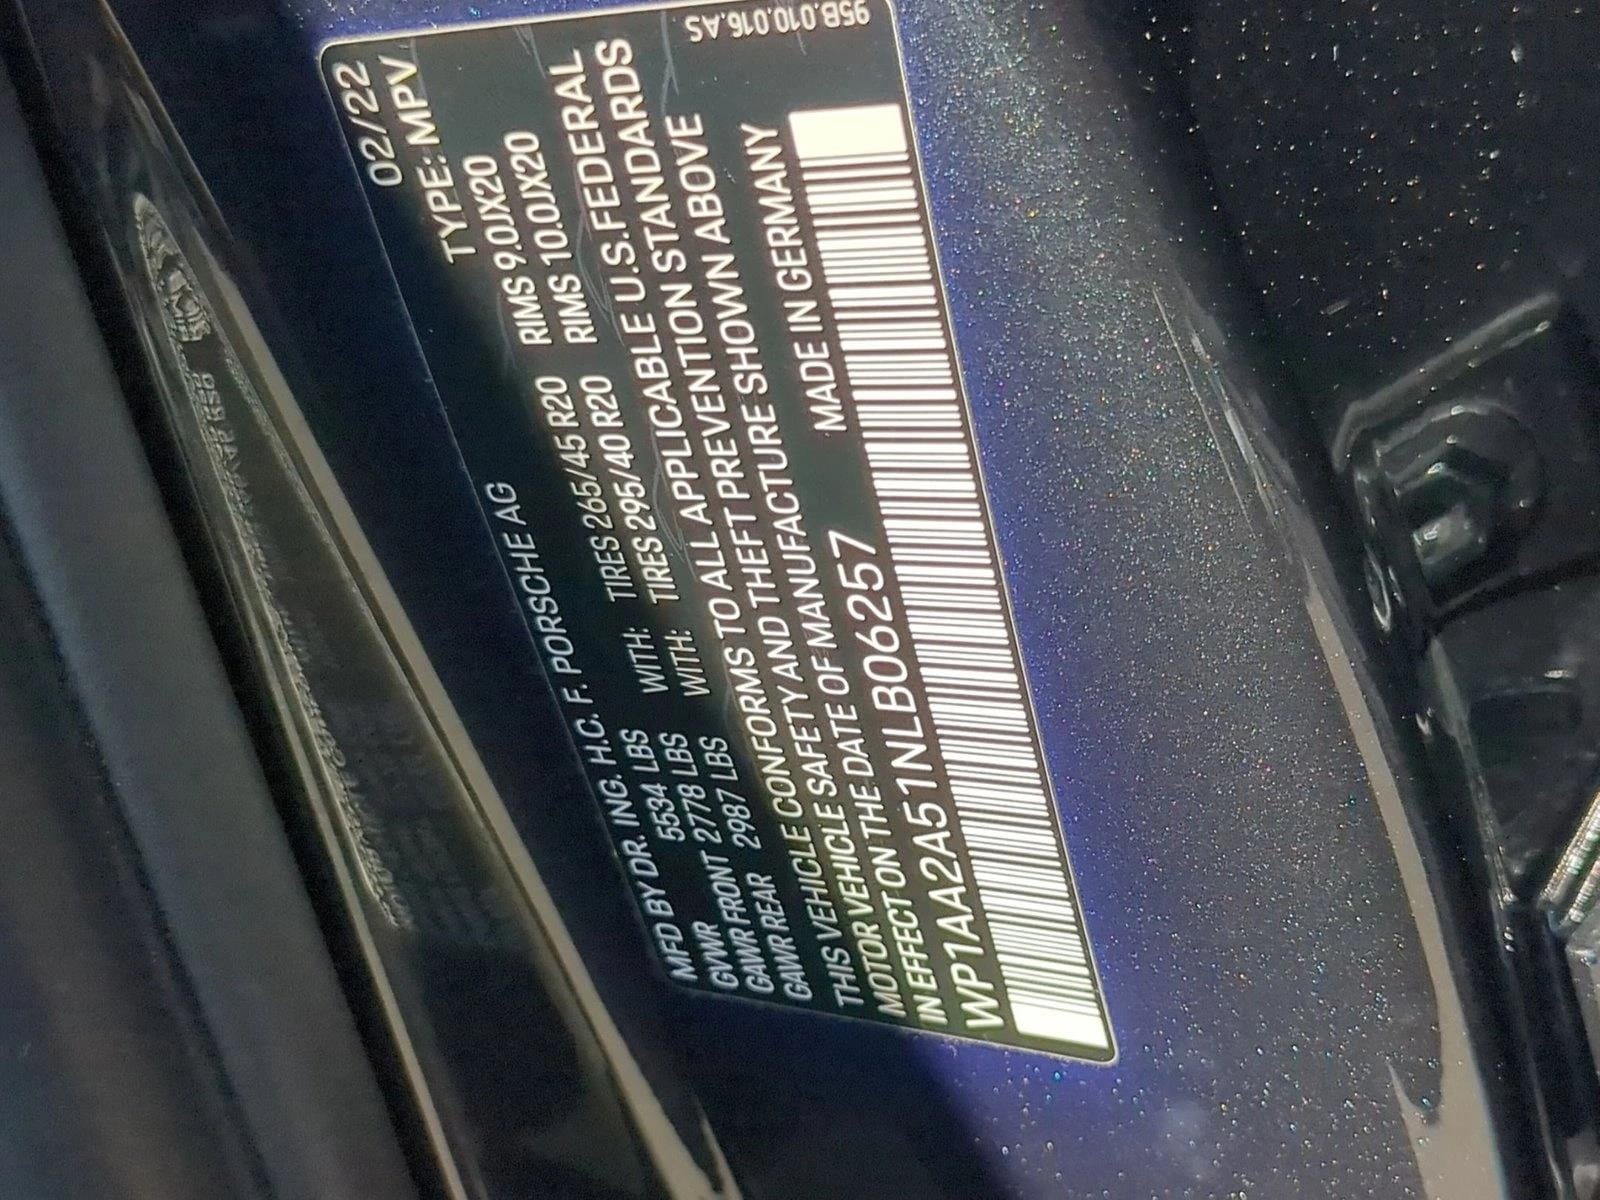 02/22
MFD BY DR. ING. H.C. F. PORSCHE AG TYPE: MPV
GVWR 5534 LBS WITH: TIRES 265/45 R20 RIMS 9.0JX20
GAWR FRONT 2778 LBS WITH: TIRES 295/40 R20 RIMS 10.0JX20
GAWR REAR 2987 LBS
THIS VEHICLE CONFORMS TO ALL APPLICABLE U.S.FEDERAL
MOTOR VEHICLE SAFETY AND THEFT PREVENTION STANDARDS
IN EFFECT ON THE DATE OF MANUFACTURE SHOWN ABOVE
WP1AA2A51NLB06257 MADE IN GERMANY
95B.010.016.AS